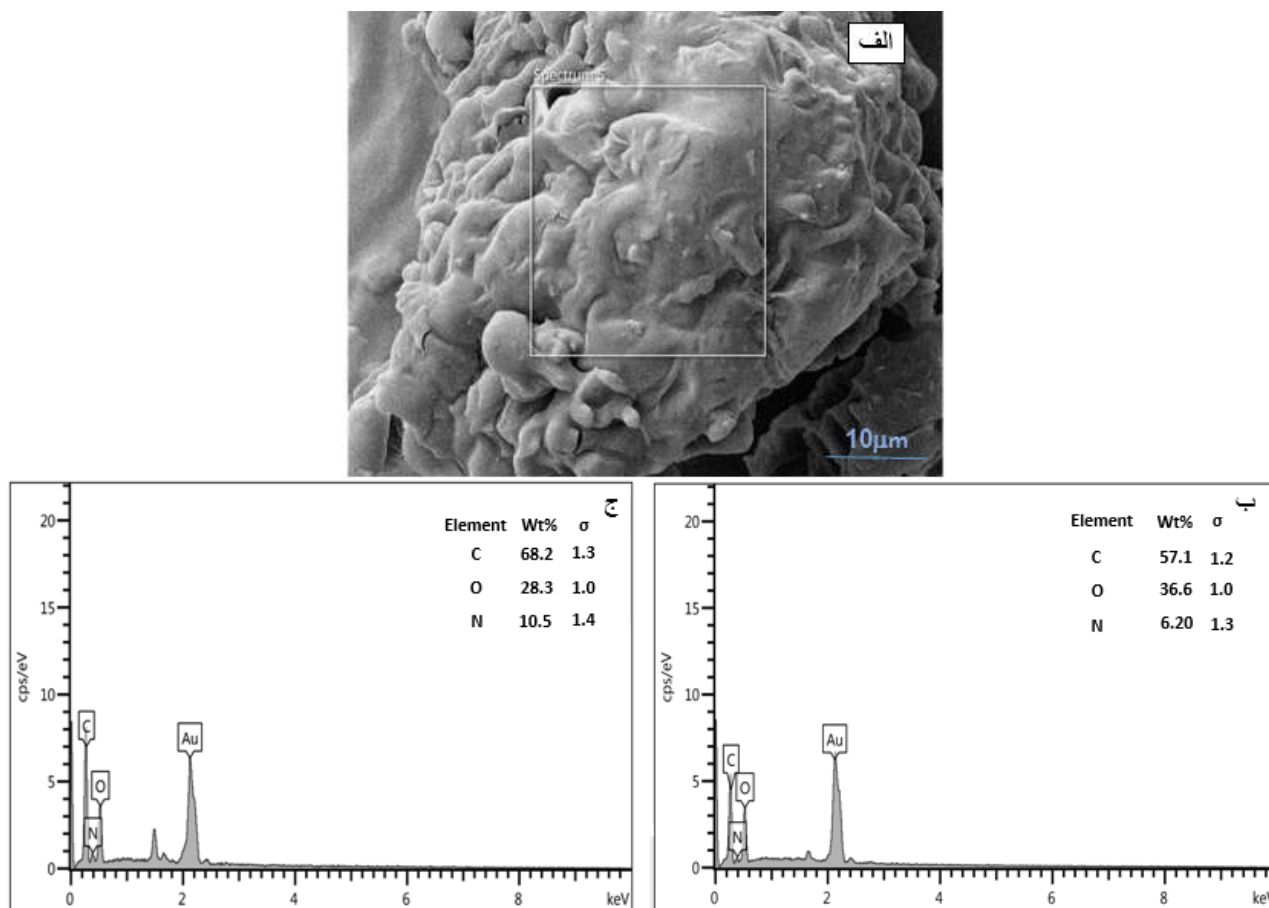 الف
Spectrum 5
10µm
ج
Element Wt% σ
C 68.2 1.3
O 28.3 1.0
N 10.5 1.4
20
15
10
5
0
cps/eV
C
O
N
Au
0 2 4 6 8 keV
ب
Element Wt% σ
C 57.1 1.2
O 36.6 1.0
N 6.20 1.3
20
15
10
5
0
cps/eV
C
O
N
Au
0 2 4 6 8 keV